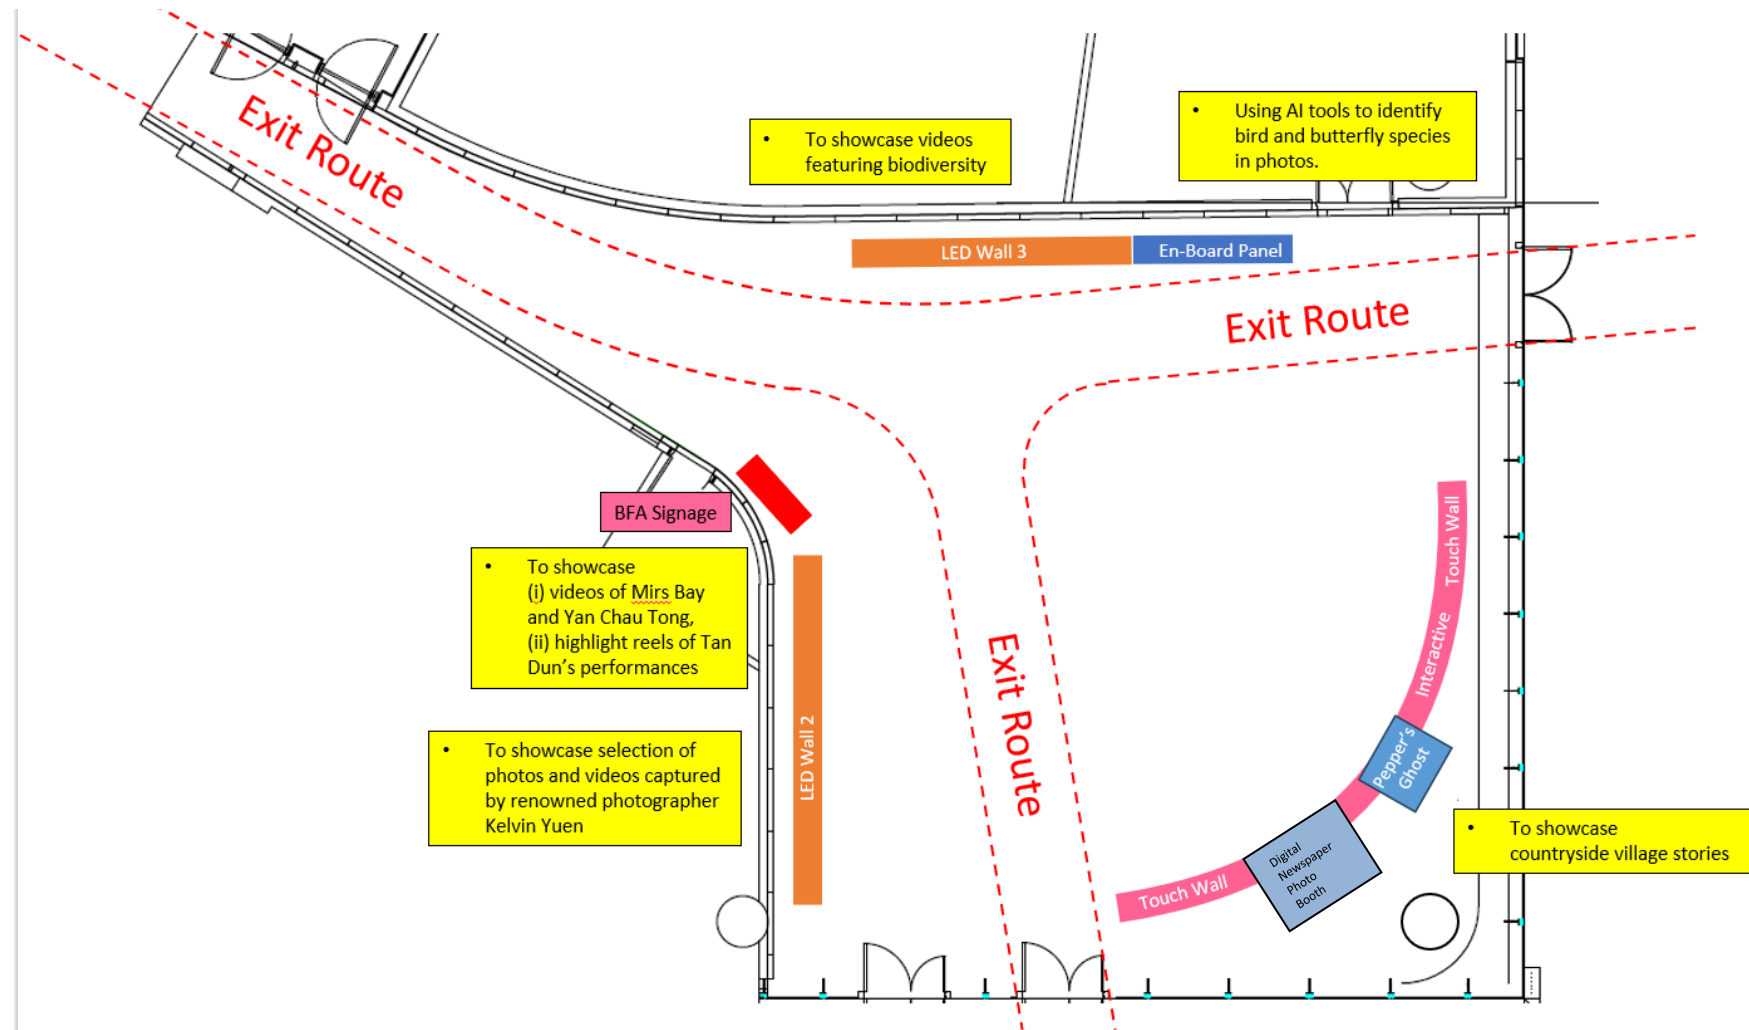 Exit Route
• To showcase videos
featuring biodiversity
• Using AI tools to identify
bird and butterfly species
in photos.
LED Wall 3
En-Board Panel
Exit Route
BFA Signage
• To showcase
(i) videos of Mirs Bay
and Yan Chau Tong,
(ii) highlight reels of Tan
Dun's performances
• To showcase selection of
photos and videos captured
by renowned photographer
Kelvin Yuen
LED Wall 2
Exit Route
Interactive Touch Wall
Pepper's
Ghost
Digital
Newspaper
Photo
Booth
Touch Wall
• To showcase
countryside village stories